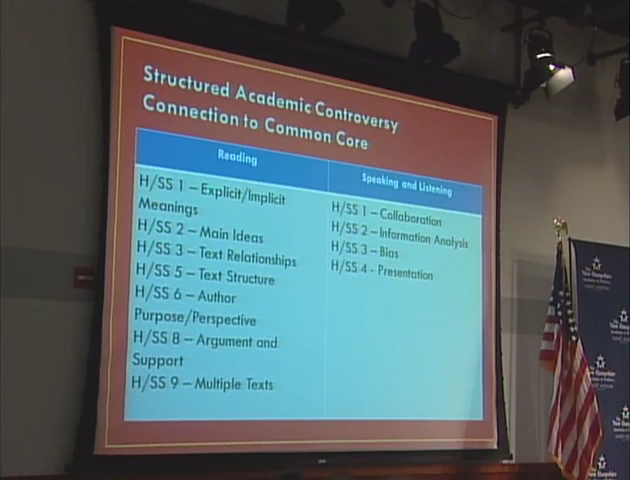 Structured Academic Controversy
Connection to Common Core
Reading
Speaking and Listening
H/SS 1 – Explicit/Implicit
Meanings
H/SS 2 – Main Ideas
H/SS 3 – Text Relationships
H/SS 5 – Text Structure
H/SS 6 – Author
Purpose/Perspective
H/SS 8 – Argument and
Support
H/SS 9 – Multiple Texts
H/SS 1 – Collaboration
H/SS 2 – Information Analysis
H/SS 3 – Bias
H/SS 4 - Presentation
New Hampshire